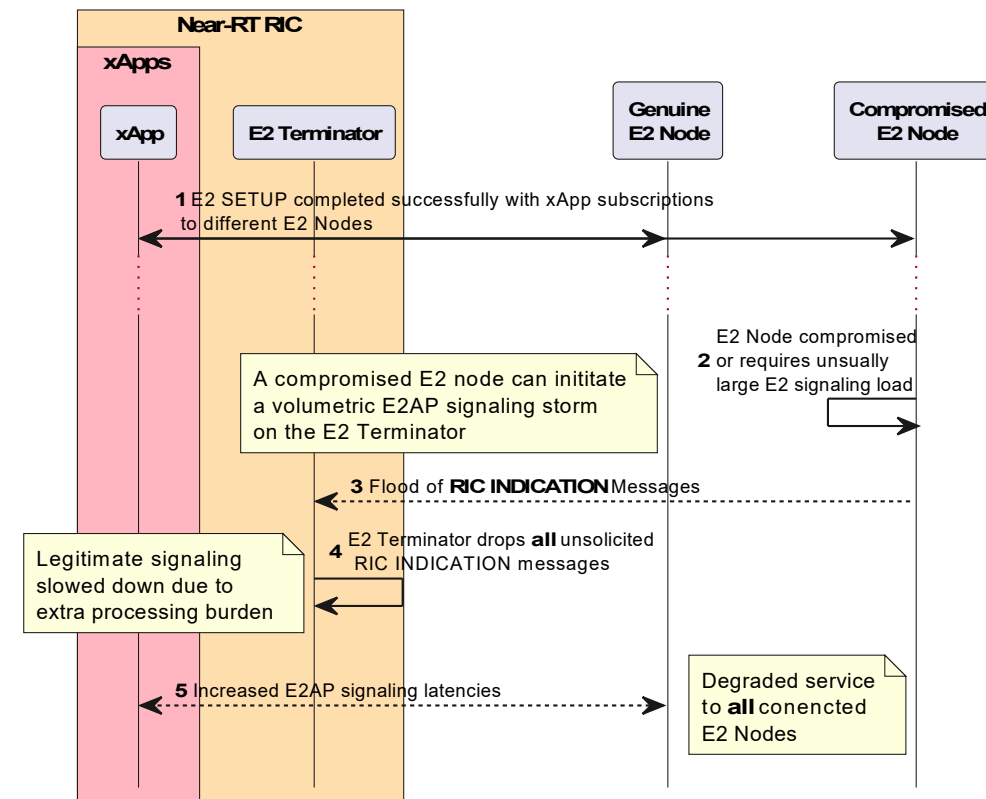 Near-RT RIC
xApps
xApp
E2 Terminator
Genuine
E2 Node
Compromised
E2 Node
1 E2 SETUP completed successfully with xApp subscriptions
to different E2 Nodes
E2 Node compromised
2 or requires unsually
large E2 signaling load
A compromised E2 node can inititate
a volumetric E2AP signaling storm
on the E2 Terminator
3 Flood of RIC INDICATION Messages
4 E2 Terminator drops all unsolicited
RIC INDICATION messages
Legitimate signaling
slowed down due to
extra processing burden
5 Increased E2AP signaling latencies
Degraded service
to all conencted
E2 Nodes